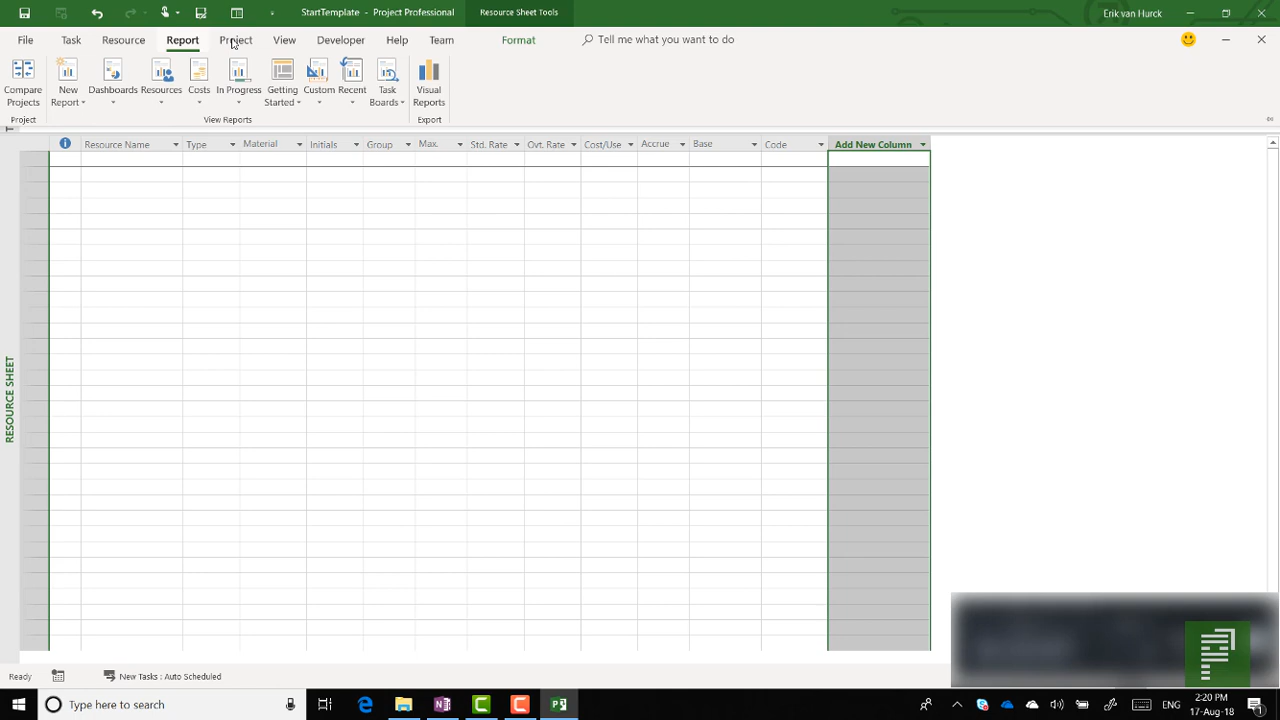 StartTemplate - Project Professional
Resource Sheet Tools
Erik van Hurck
File Task Resource Report Project View Developer Help Team Format Tell me what you want to do
Compare Projects
New Report
Dashboards
Resources
Costs
In Progress
Getting Started
Custom
Recent
Task Boards
Visual Reports
Project View Reports Export
Resource Name Type Material Initials Group Max. Std. Rate Ovt. Rate Cost/Use Accrue Base Code Add New Column
RESOURCE SHEET
Ready New Tasks : Auto Scheduled
Type here to search
ENG
2:20 PM
17-Aug-18